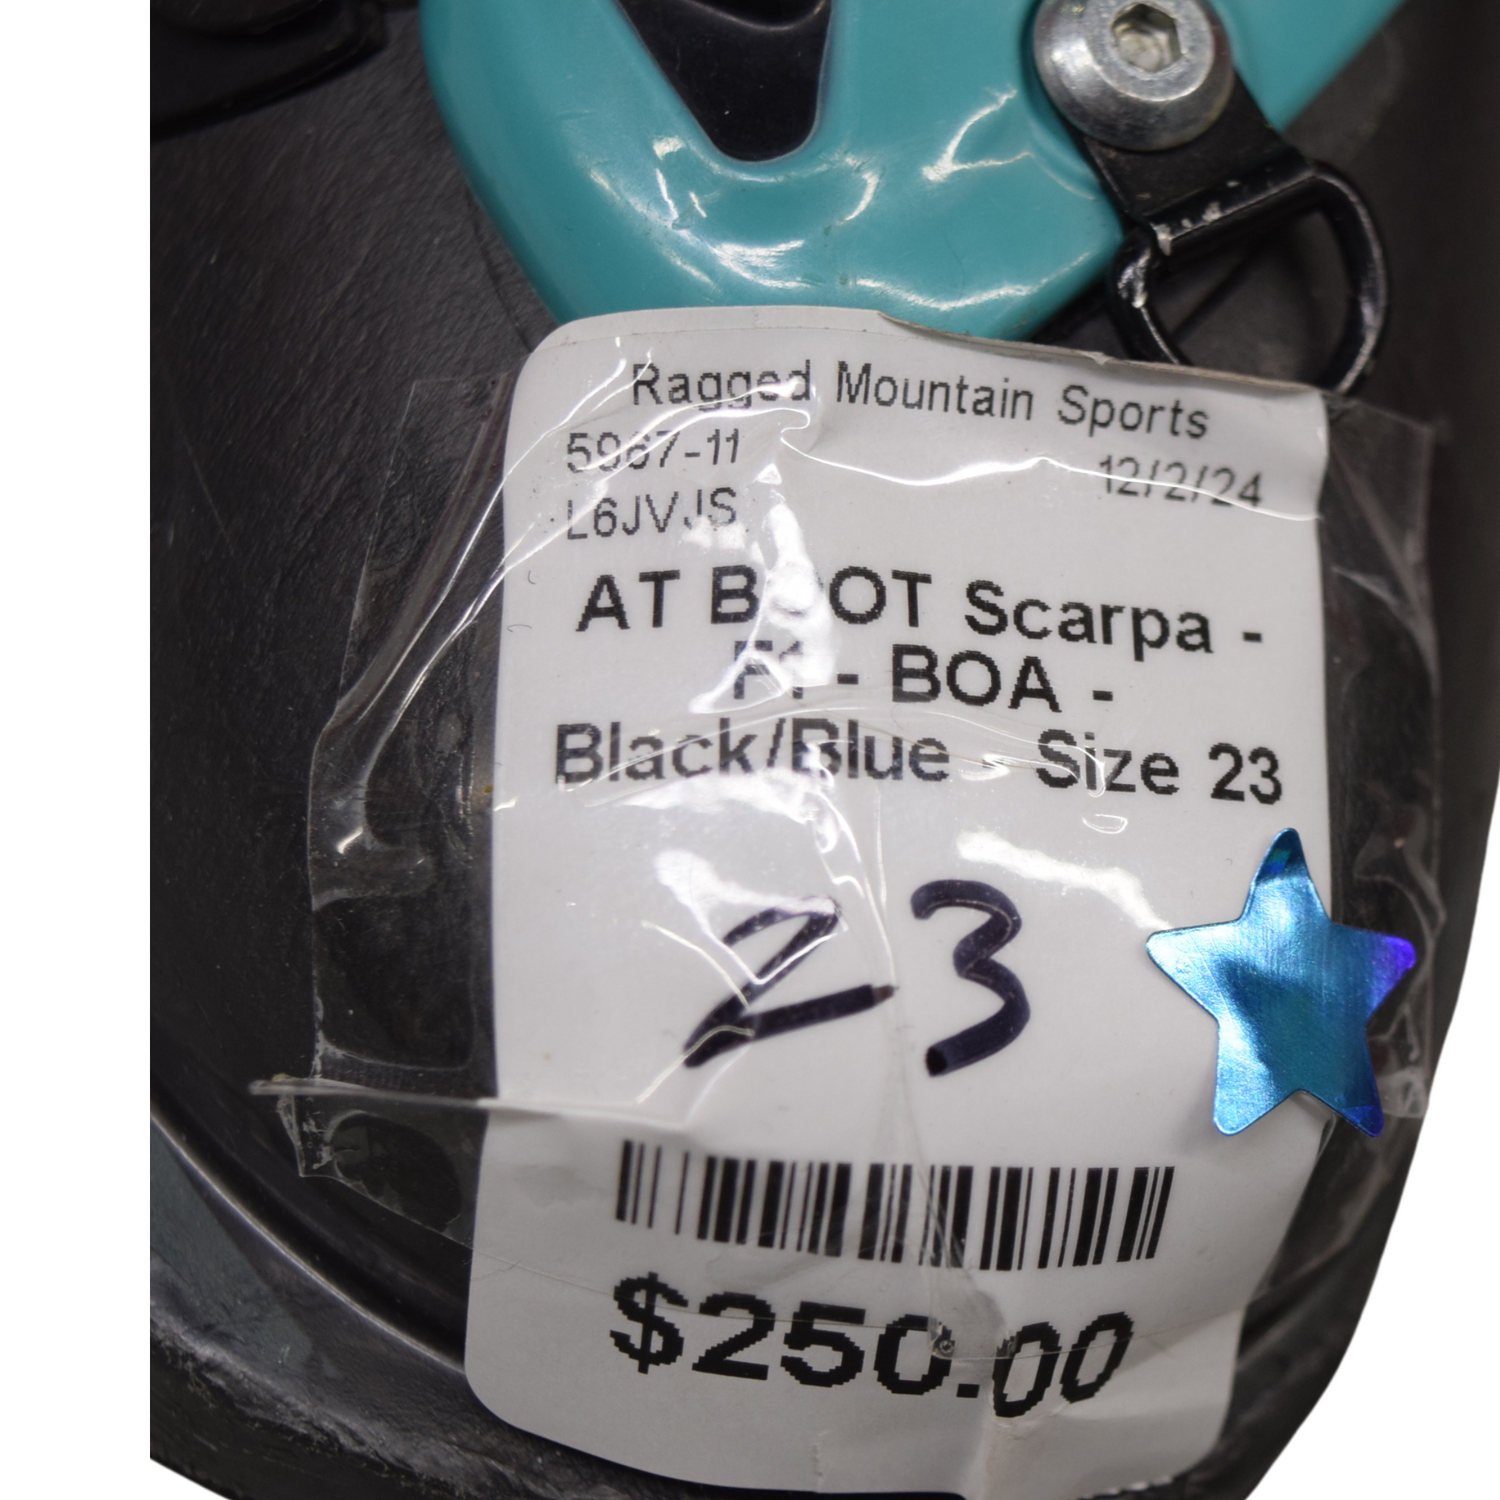 Ragged Mountain Sports
5967-11
12/2/24
L6JVJS
AT BOOT Scarpa -
F1 - BOA -
Black/Blue - Size 23
23
$250.00